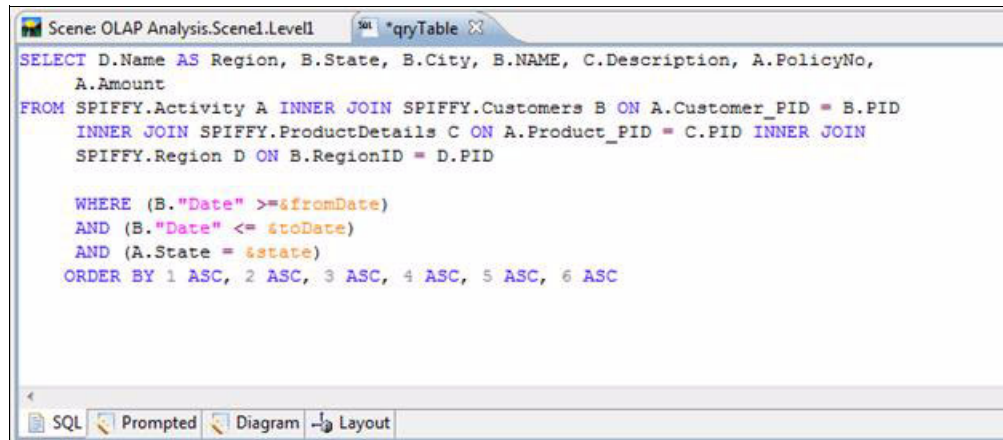 Scene: OLAP Analysis.Scene1.Level1 SQL *qryTable
SELECT D.Name AS Region, B.State, B.City, B.NAME, C.Description, A.PolicyNo,
A.Amount
FROM SPIFFY.Activity A INNER JOIN SPIFFY.Customers B ON A.Customer_PID = B.PID
INNER JOIN SPIFFY.ProductDetails C ON A.Product_PID = C.PID INNER JOIN
SPIFFY.Region D ON B.RegionID = D.PID
WHERE (B."Date" >=&fromDate)
AND (B."Date" <= &toDate)
AND (A.State = &state)
ORDER BY 1 ASC, 2 ASC, 3 ASC, 4 ASC, 5 ASC, 6 ASC
SQL Prompted Diagram Layout